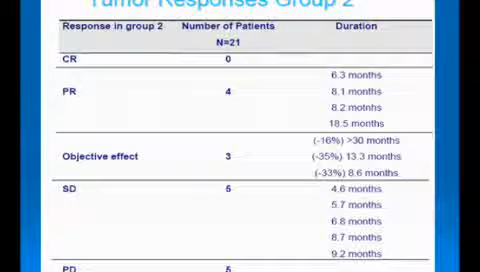 Tumor Responses Group 2
Response in group 2 Number of Patients Duration
N=21
CR 0
6.3 months
PR 4 8.1 months
8.2 motnhs
18.5 months
(-16%) >30 months
Objective effect 3 (-35%) 13.3 months
(-33%) 8.6 months
SD 5 4.6 months
5.7 months
6.8 months
8.7 months
9.2 months
PD 5